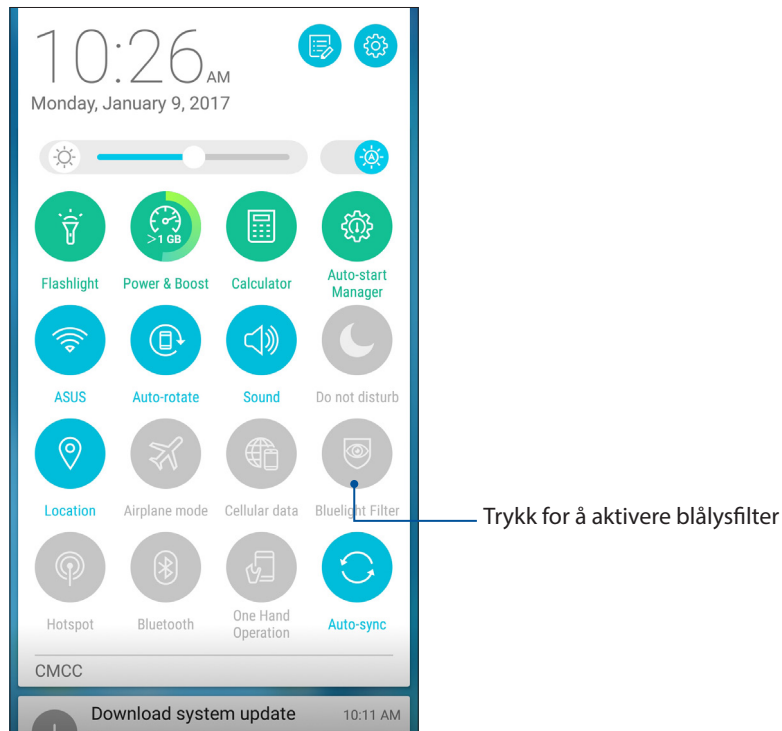 10:26 AM
Monday, January 9, 2017
A
>1 GB
Flashlight
Power & Boost
Calculator
Auto-start
Manager
ASUS
Auto-rotate
Sound
Do not disturb
Location
Airplane mode
Cellular data
Bluelight Filter
Trykk for å aktivere blålysfilter
Hotspot
Bluetooth
One Hand
Operation
Auto-sync
CMCC
Download system update
10:11 AM